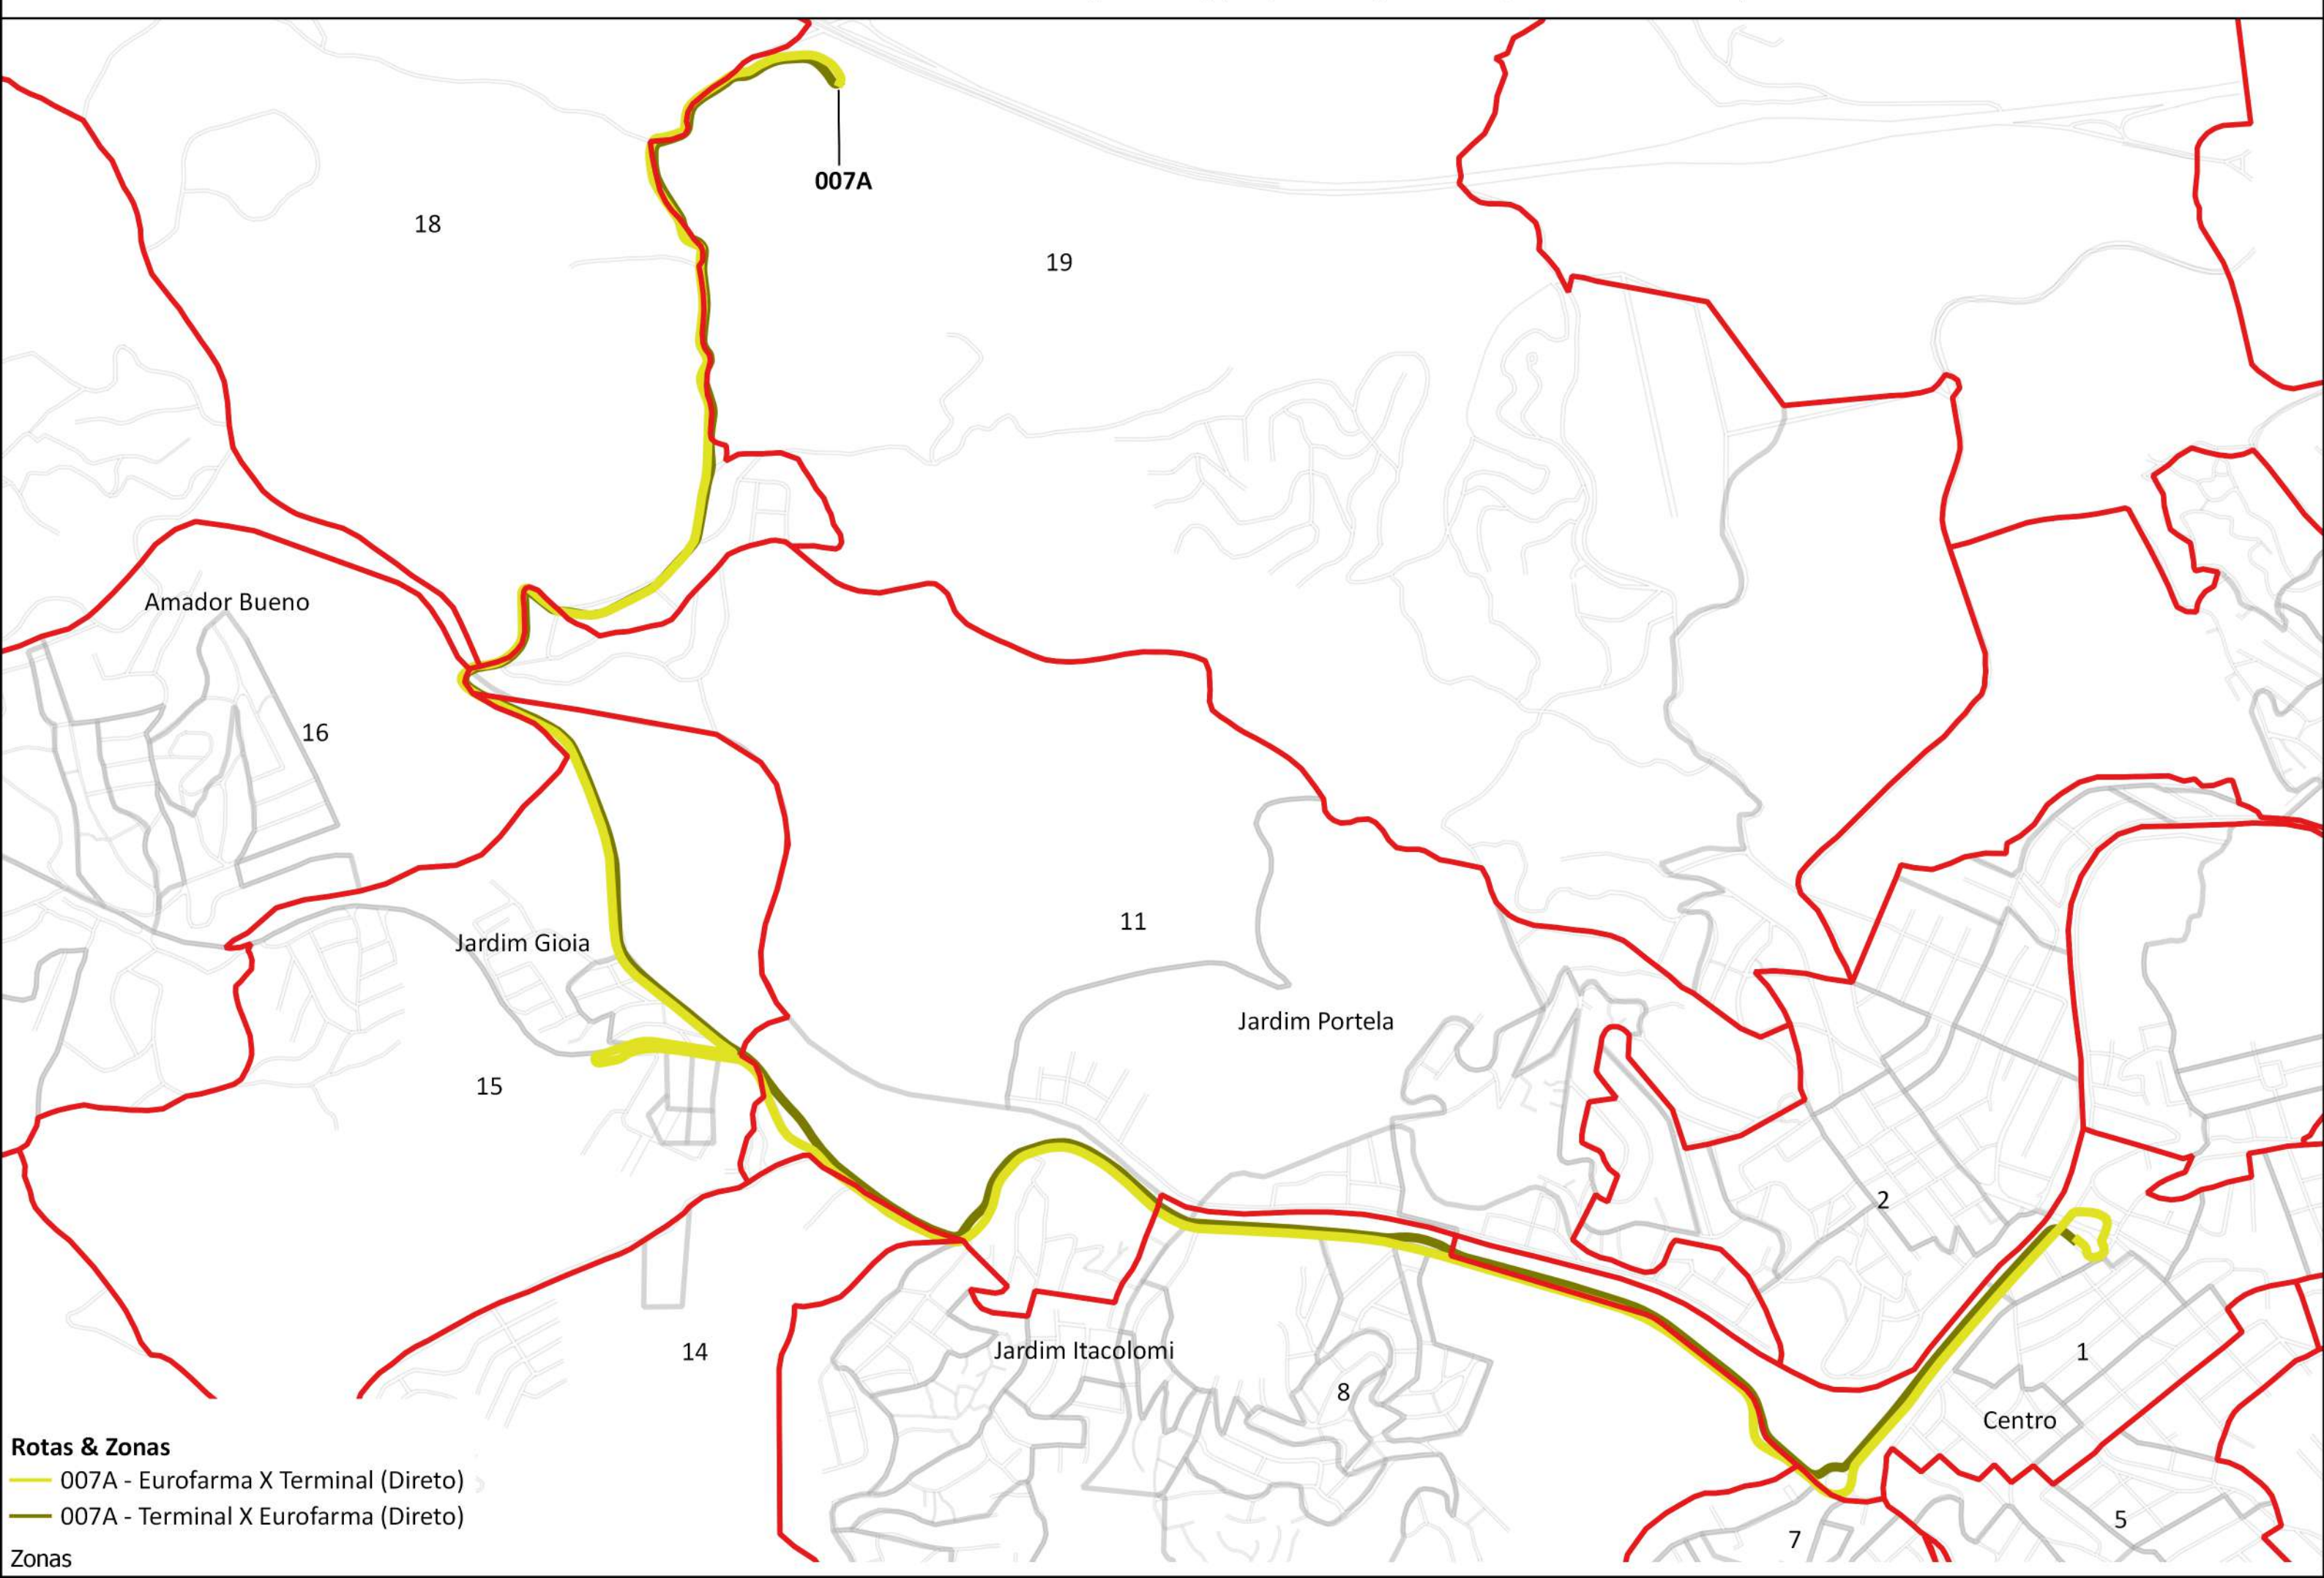 007A
18
19
Amador Bueno
16
11
Jardim Gioia
Jardim Portela
15
2
14
Jardim Itacolomi
1
8
Centro
5
7
Rotas & Zonas
007A - Eurofarma X Terminal (Direto)
007A - Terminal X Eurofarma (Direto)
Zonas